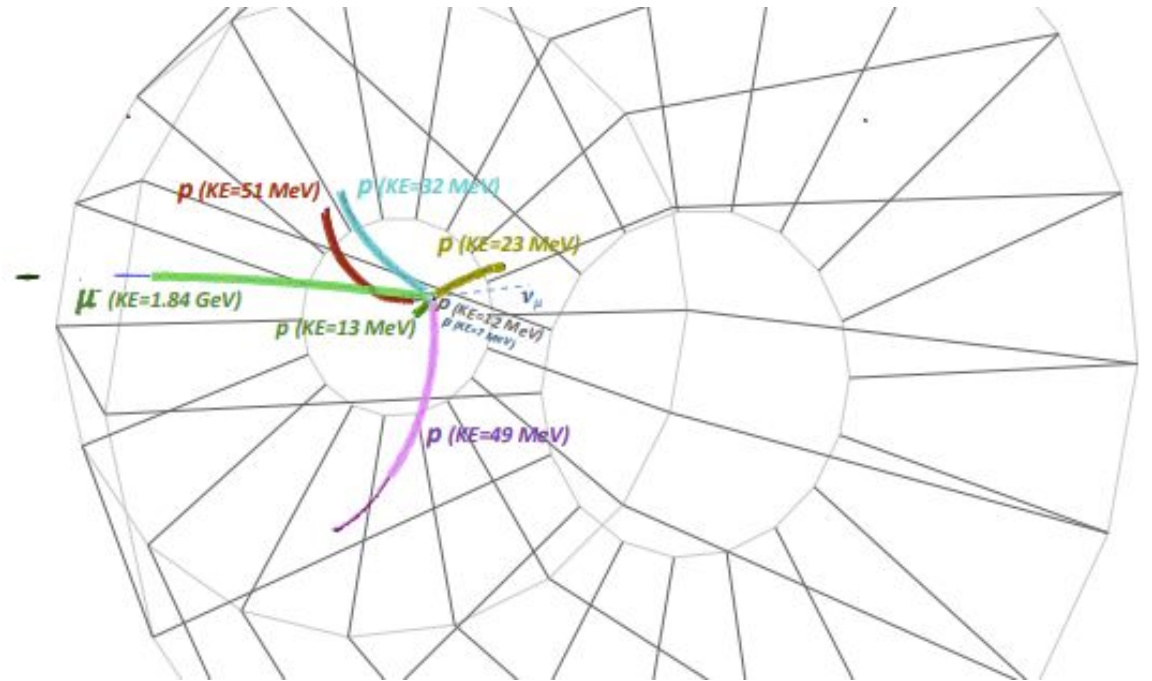 p (KE=51 MeV)
p (KE=32 MeV)
p (KE=23 MeV)
μ⁻ (KE=1.84 GeV)
νμ
p (KE=12 MeV)
p (KE=13 MeV)
p (KE=7 MeV)
p (KE=49 MeV)